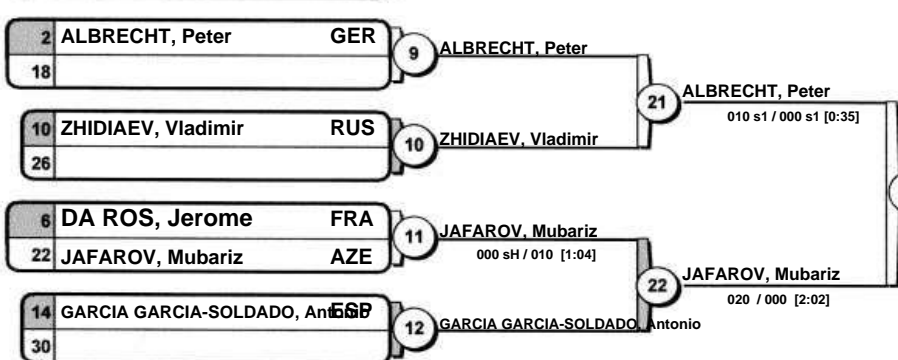 2 ALBRECHT, Peter GER
18
9
ALBRECHT, Peter
10 ZHIDIAEV, Vladimir RUS
26
10
ZHIDIAEV, Vladimir
21
ALBRECHT, Peter
010 s1 / 000 s1 [0:35]
6 DA ROS, Jerome FRA
22 JAFAROV, Mubariz AZE
11
JAFAROV, Mubariz
000 sH / 010 [1:04]
14 GARCIA GARCIA-SOLDADO, Antonio ESP
30
12
GARCIA GARCIA-SOLDADO, Antonio
22
JAFAROV, Mubariz
020 / 000 [2:02]